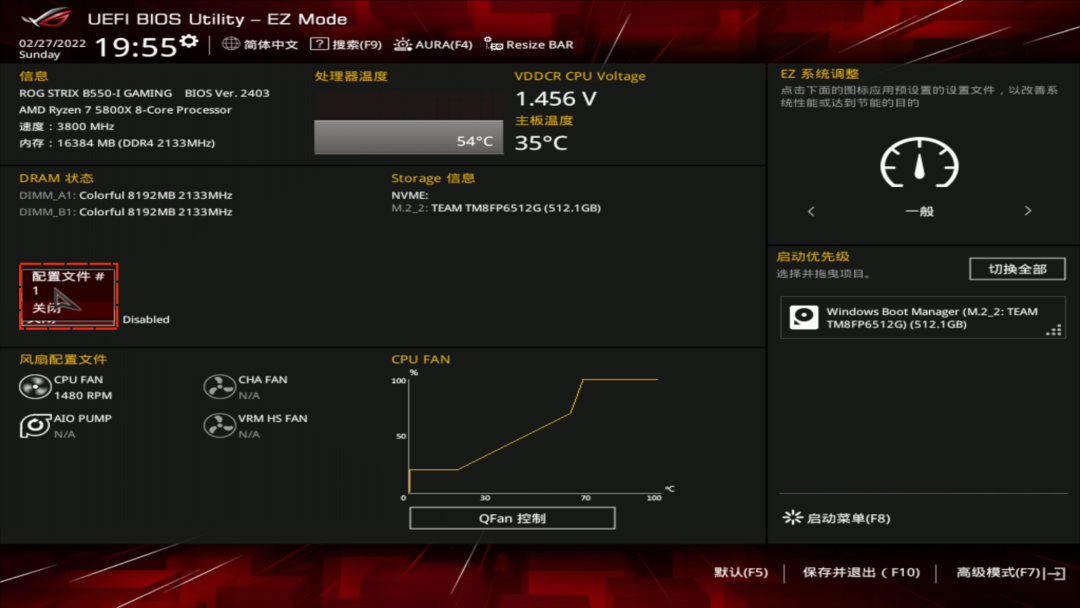 UEFI BIOS Utility – EZ Mode
02/27/2022
Sunday
19:55
简体中文
搜索(F9)
AURA(F4)
Resize BAR
信息
ROG STRIX B550-I GAMING BIOS Ver. 2403
AMD Ryzen 7 5800X 8-Core Processor
速度：3800 MHz
内存：16384 MB (DDR4 2133MHz)
处理器温度
54°C
VDDCR CPU Voltage
1.456 V
主板温度
35°C
EZ 系统调整
点击下面的图标应用预设置的设置文件，以改善系
统性能或达到节能的目的
一般
DRAM 状态
DIMM_A1: Colorful 8192MB 2133MHz
DIMM_B1: Colorful 8192MB 2133MHz
Storage 信息
NVME:
M.2_2: TEAM TM8FP6512G (512.1GB)
配置文件 #
1
关闭
Disabled
启动优先级
选择并拖曳项目。
切换全部
Windows Boot Manager (M.2_2: TEAM
TM8FP6512G) (512.1GB)
风扇配置文件
CPU FAN
1480 RPM
CHA FAN
N/A
AIO PUMP
N/A
VRM HS FAN
N/A
CPU FAN
%
100
50
0
30
70
100
°C
QFan 控制
启动菜单(F8)
默认(F5)
保存并退出（F10)
高级模式(F7)